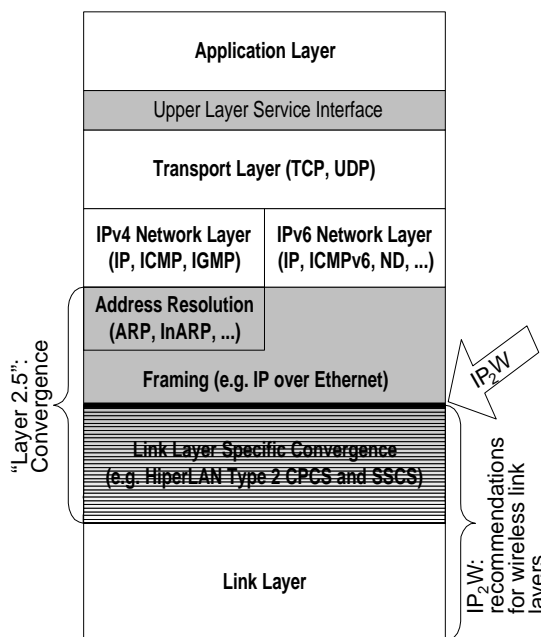 Application Layer
Upper Layer Service Interface
Transport Layer (TCP, UDP)
IPv4 Network Layer
(IP, ICMP, IGMP)
IPv6 Network Layer
(IP, ICMPv6, ND, ...)
Address Resolution
(ARP, InARP, ...)
Framing (e.g. IP over Ethernet)
Link Layer Specific Convergence
(e.g. HiperLAN Type 2 CPCS and SSCS)
Link Layer
"Layer 2.5":
Convergence
IP₂W
IP₂W:
recommendations
for wireless link
layers